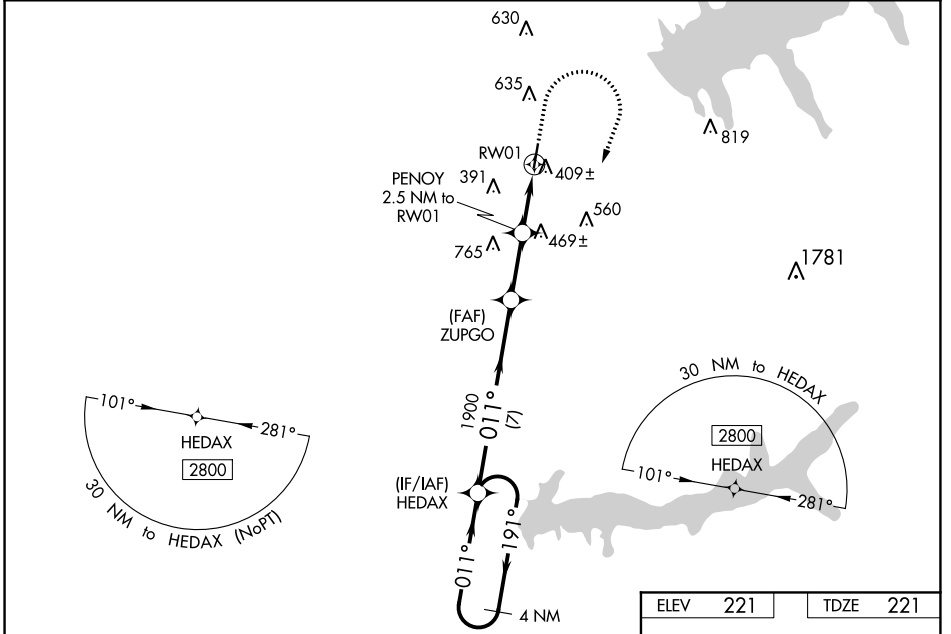 630
635
819
RW01
409±
PENOY
2.5 NM to
RW01
391
560
469±
765
1781
(FAF)
ZUPGO
30 NM to HEDAX
101°
281°
HEDAX
2800
30 NM to HEDAX (NoPT)
1900
011°
(7)
2800
HEDAX
101°
281°
(IF/IAF)
HEDAX
011°
191°
4 NM
ELEV 221
TDZE 221